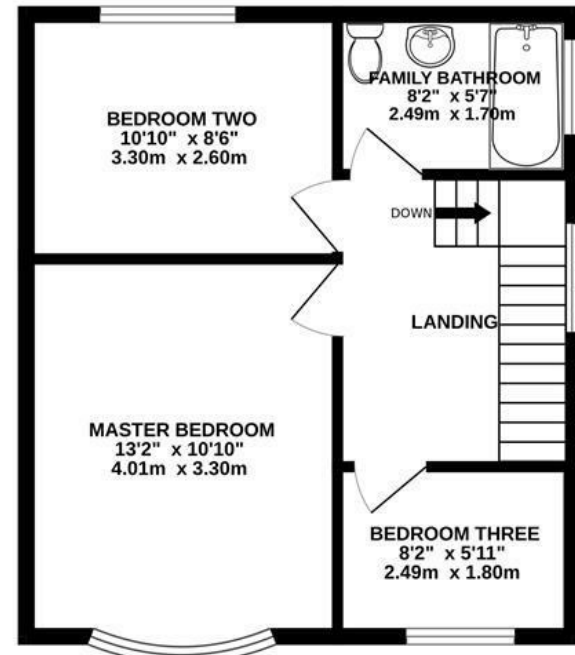 FAMILY BATHROOM
8'2" x 5'7"
2.49m x 1.70m
BEDROOM TWO
10'10" x 8'6"
3.30m x 2.60m
DOWN
LANDING
MASTER BEDROOM
13'2" x 10'10"
4.01m x 3.30m
BEDROOM THREE
8'2" x 5'11"
2.49m x 1.80m